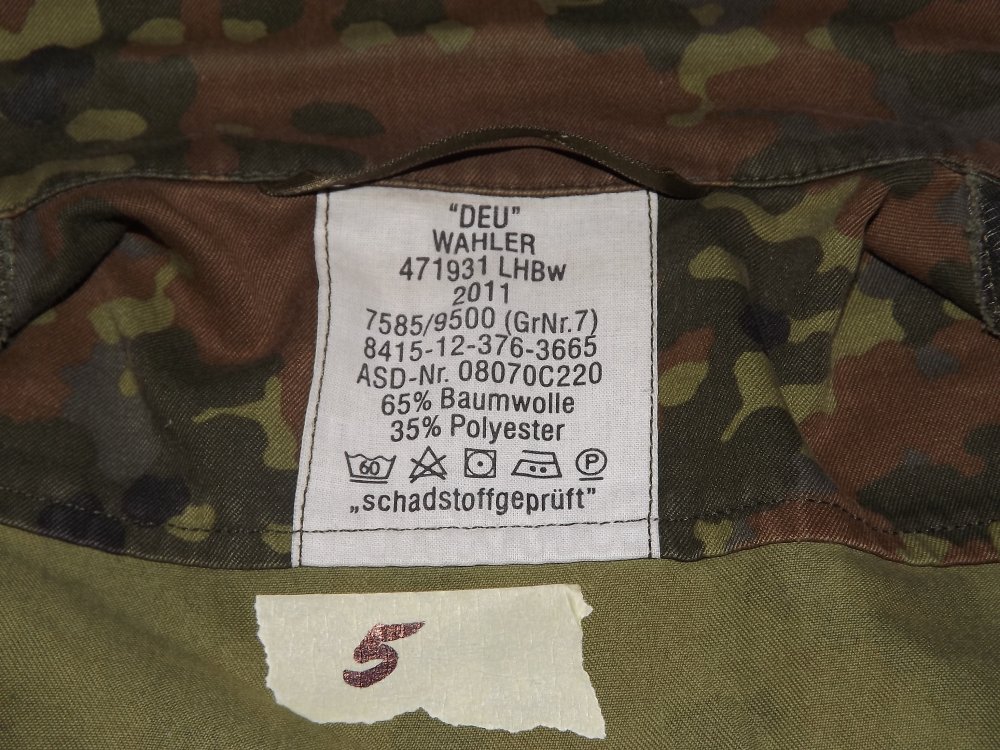 "DEU"
WAHLER
471931 LHBw
2011
7585/9500 (GrNr.7)
8415-12-376-3665
ASD-Nr. 08070C220
65% Baumwolle
35% Polyester
60 P
„schadstoffgeprüft"
5